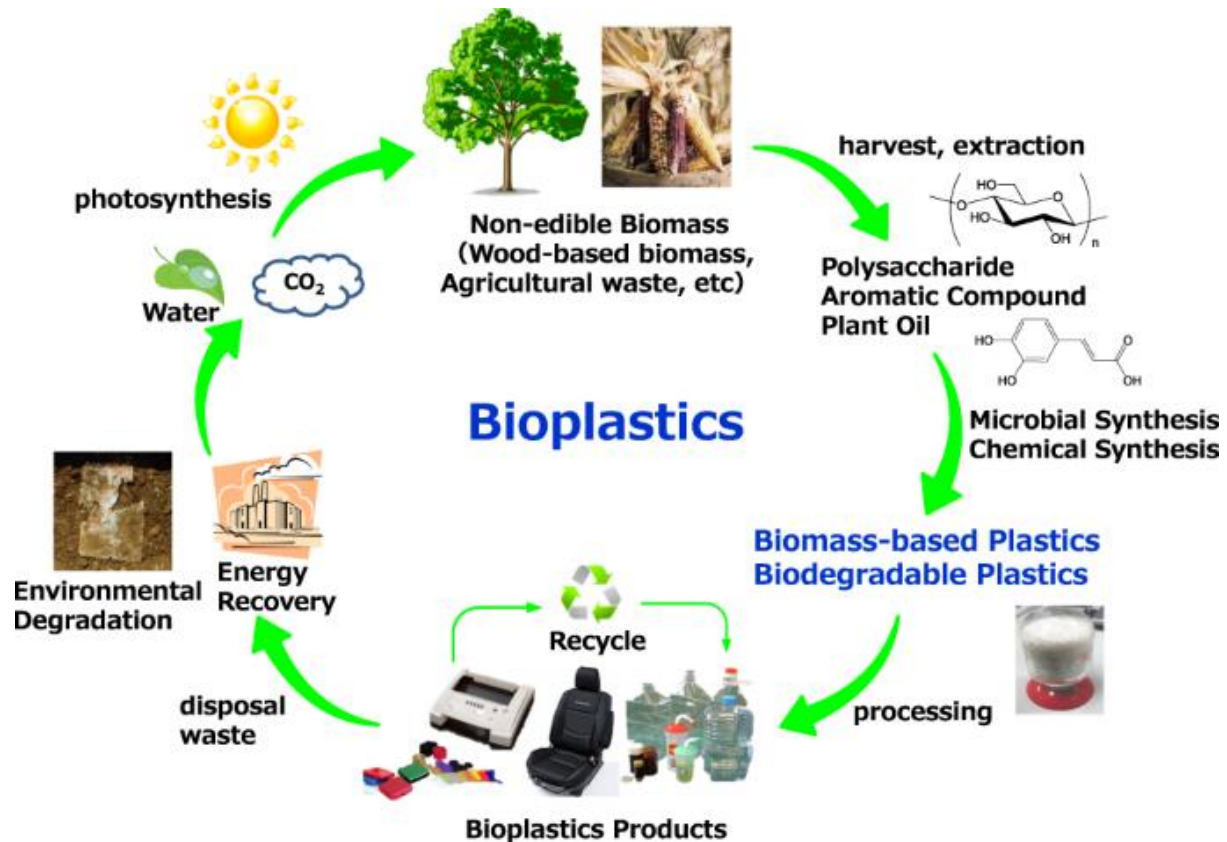 photosynthesis
Water
CO₂
Non-edible Biomass
（Wood-based biomass,
Agricultural waste, etc）
harvest, extraction
HO
O
O
HO
OH
n
Polysaccharide
Aromatic Compound
Plant Oil
HO
HO
O
OH
Microbial Synthesis
Chemical Synthesis
Bioplastics
Biomass-based Plastics
Biodegradable Plastics
processing
Recycle
Bioplastics Products
disposal
waste
Energy
Recovery
Environmental
Degradation